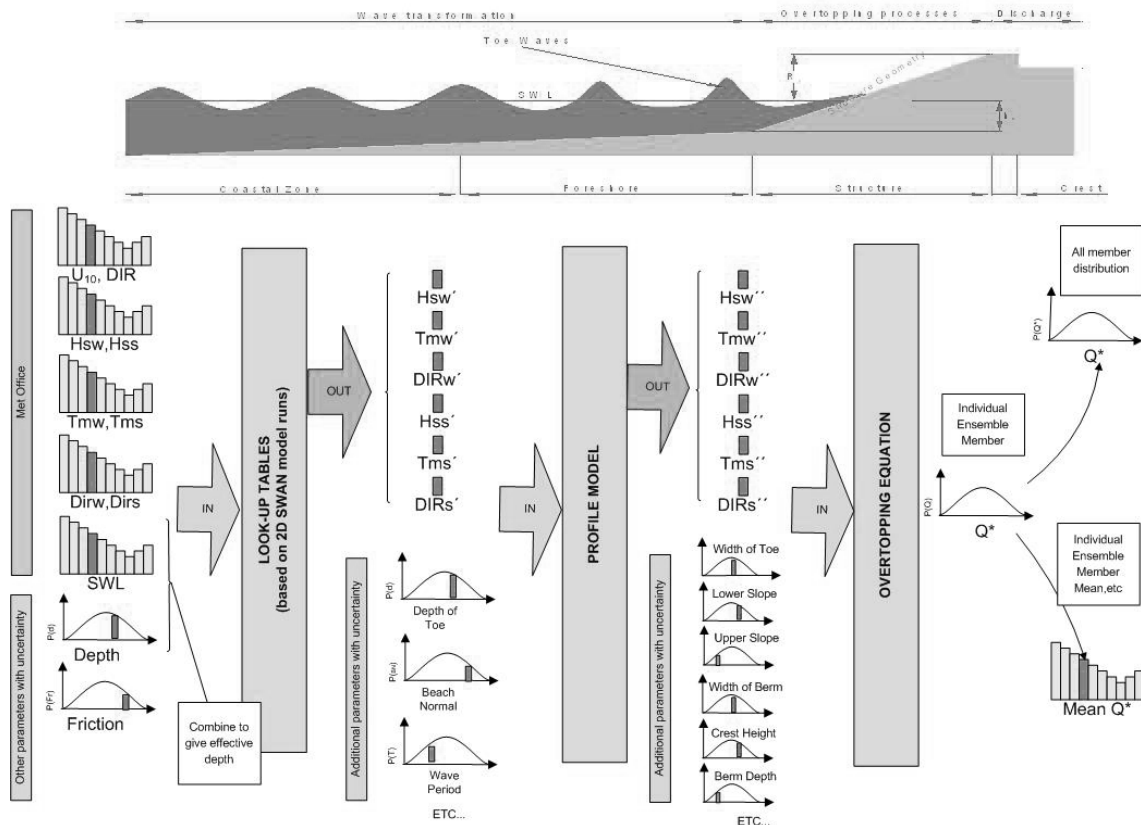 Wave transformation
Overtopping processes
Discharge
Toe Waves
SWL
R
Coastal Zone
Foreshore
Structure
Crest
Met Office
U10, DIR
Hsw,Hss
Tmw,Tms
Dirw,Dirs
SWL
Other parameters with uncertainty
P(d)
Depth
P(Fr)
Friction
Combine to
give effective
depth
IN
LOOK-UP TABLES
(based on 2D SWAN model runs)
OUT
Hsw´
Tmw´
DIRw´
Hss´
Tms´
DIRs´
Additional parameters with uncertainty
P(d)
Depth of
Toe
Beach
Normal
P(T)
Wave
Period
ETC...
IN
PROFILE MODEL
OUT
Hsw´´
Tmw´´
DIRw´´
Hss´´
Tms´´
DIRs´´
Additional parameters with uncertainty
Width of Toe
Lower Slope
Upper Slope
Width of Berm
Crest Height
Berm Depth
ETC...
IN
OVERTOPPING EQUATION
Individual
Ensemble
Member
P(Q)
Q*
All member
distribution
P(Q*)
Q*
Individual
Ensemble
Member
Mean,etc
Mean Q*